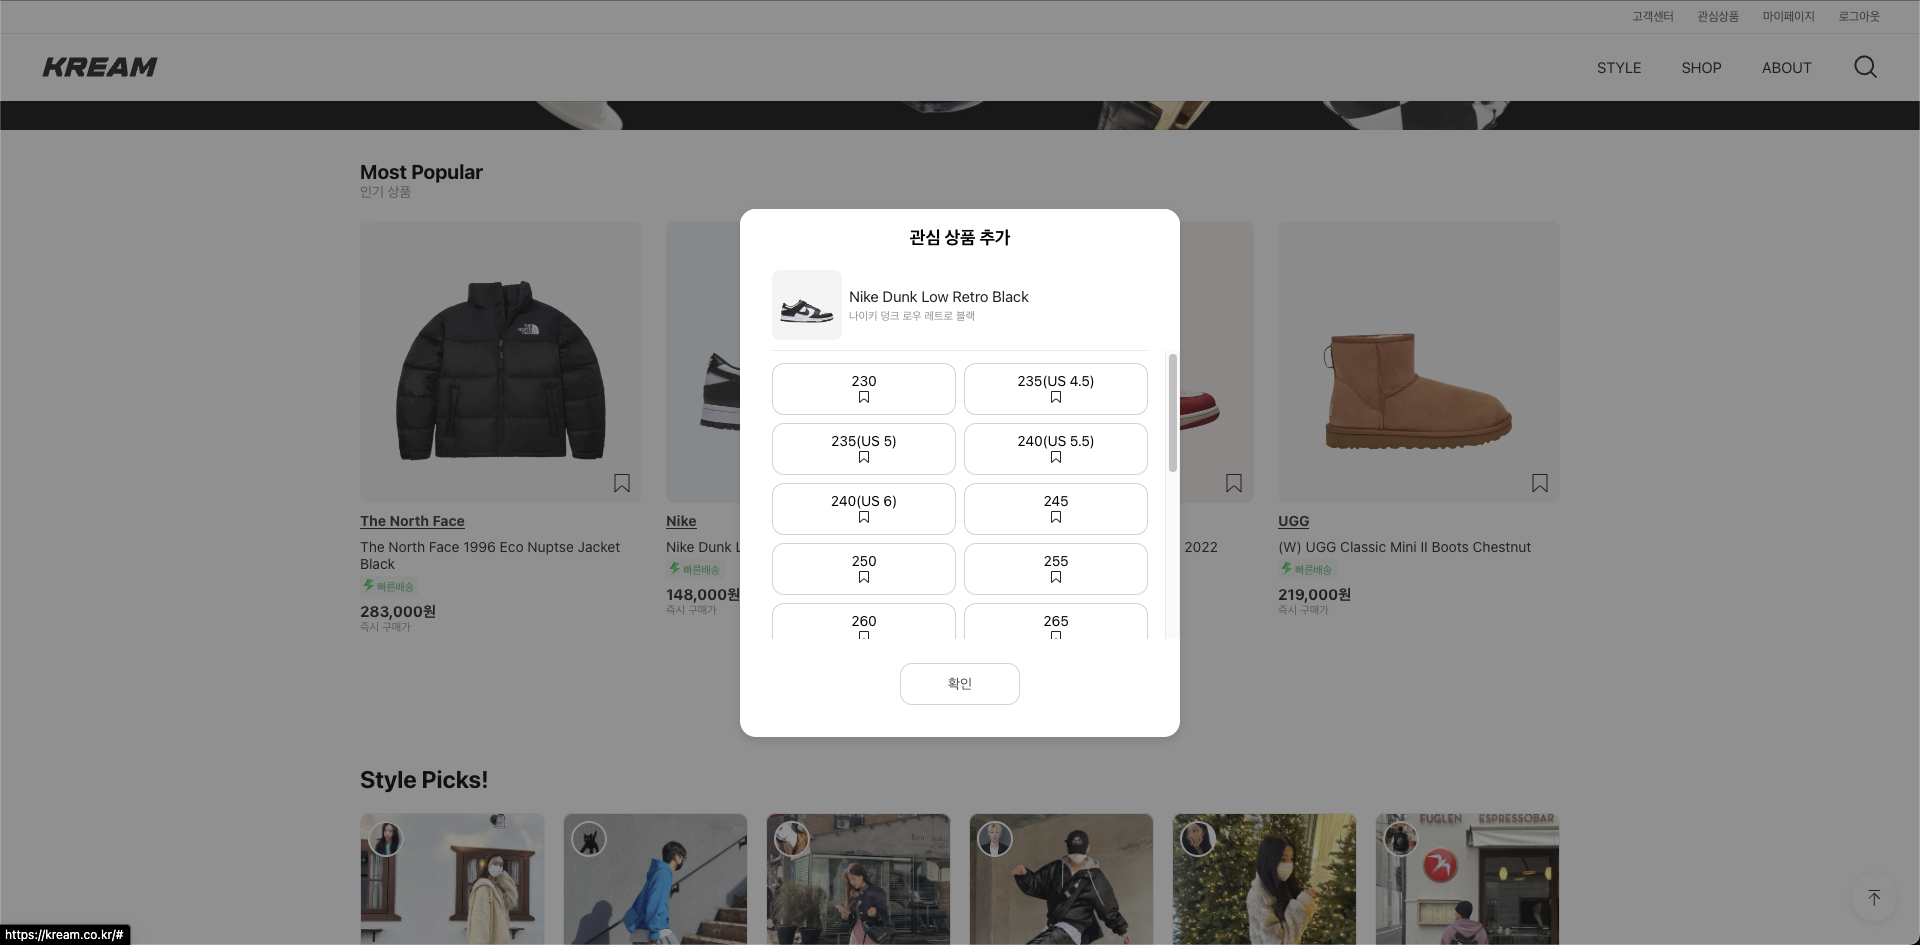 고객센터 관심상품 마이페이지 로그아웃
KREAM
STYLE SHOP ABOUT
Most Popular
인기 상품
THE NORTH FACE
관심 상품 추가
Nike Dunk Low Retro Black
나이키 덩크 로우 레트로 블랙
230
235(US 4.5)
235(US 5)
240(US 5.5)
240(US 6)
245
250
255
260
265
확인
The North Face
The North Face 1996 Eco Nuptse Jacket
Black
빠른배송
283,000원
즉시 구매가
Nike
Nike Dunk L
빠른배송
148,000원
즉시 구매가
2022
UGG
(W) UGG Classic Mini II Boots Chestnut
빠른배송
219,000원
즉시 구매가
Style Picks!
FUGLEN ESPRESSOBAR
https://kream.co.kr/#